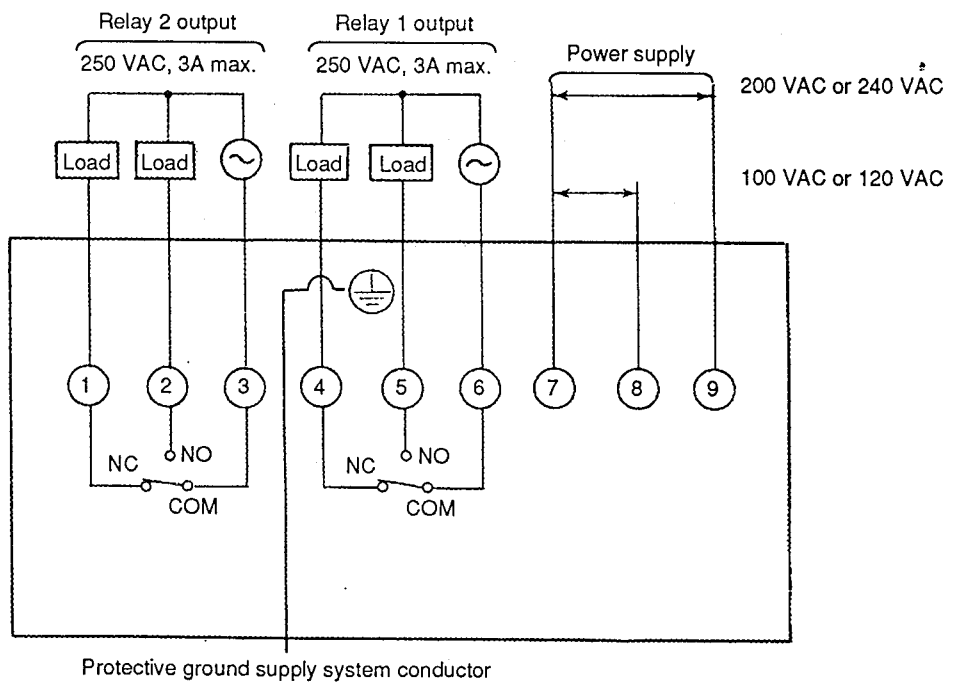 Relay 2 output
Relay 1 output
Power supply
250 VAC, 3A max.
250 VAC, 3A max.
200 VAC or 240 VAC
Load
Load
Load
Load
100 VAC or 120 VAC
1
2
3
4
5
6
7
8
9
NC
NO
COM
NC
NO
COM
Protective ground supply system conductor